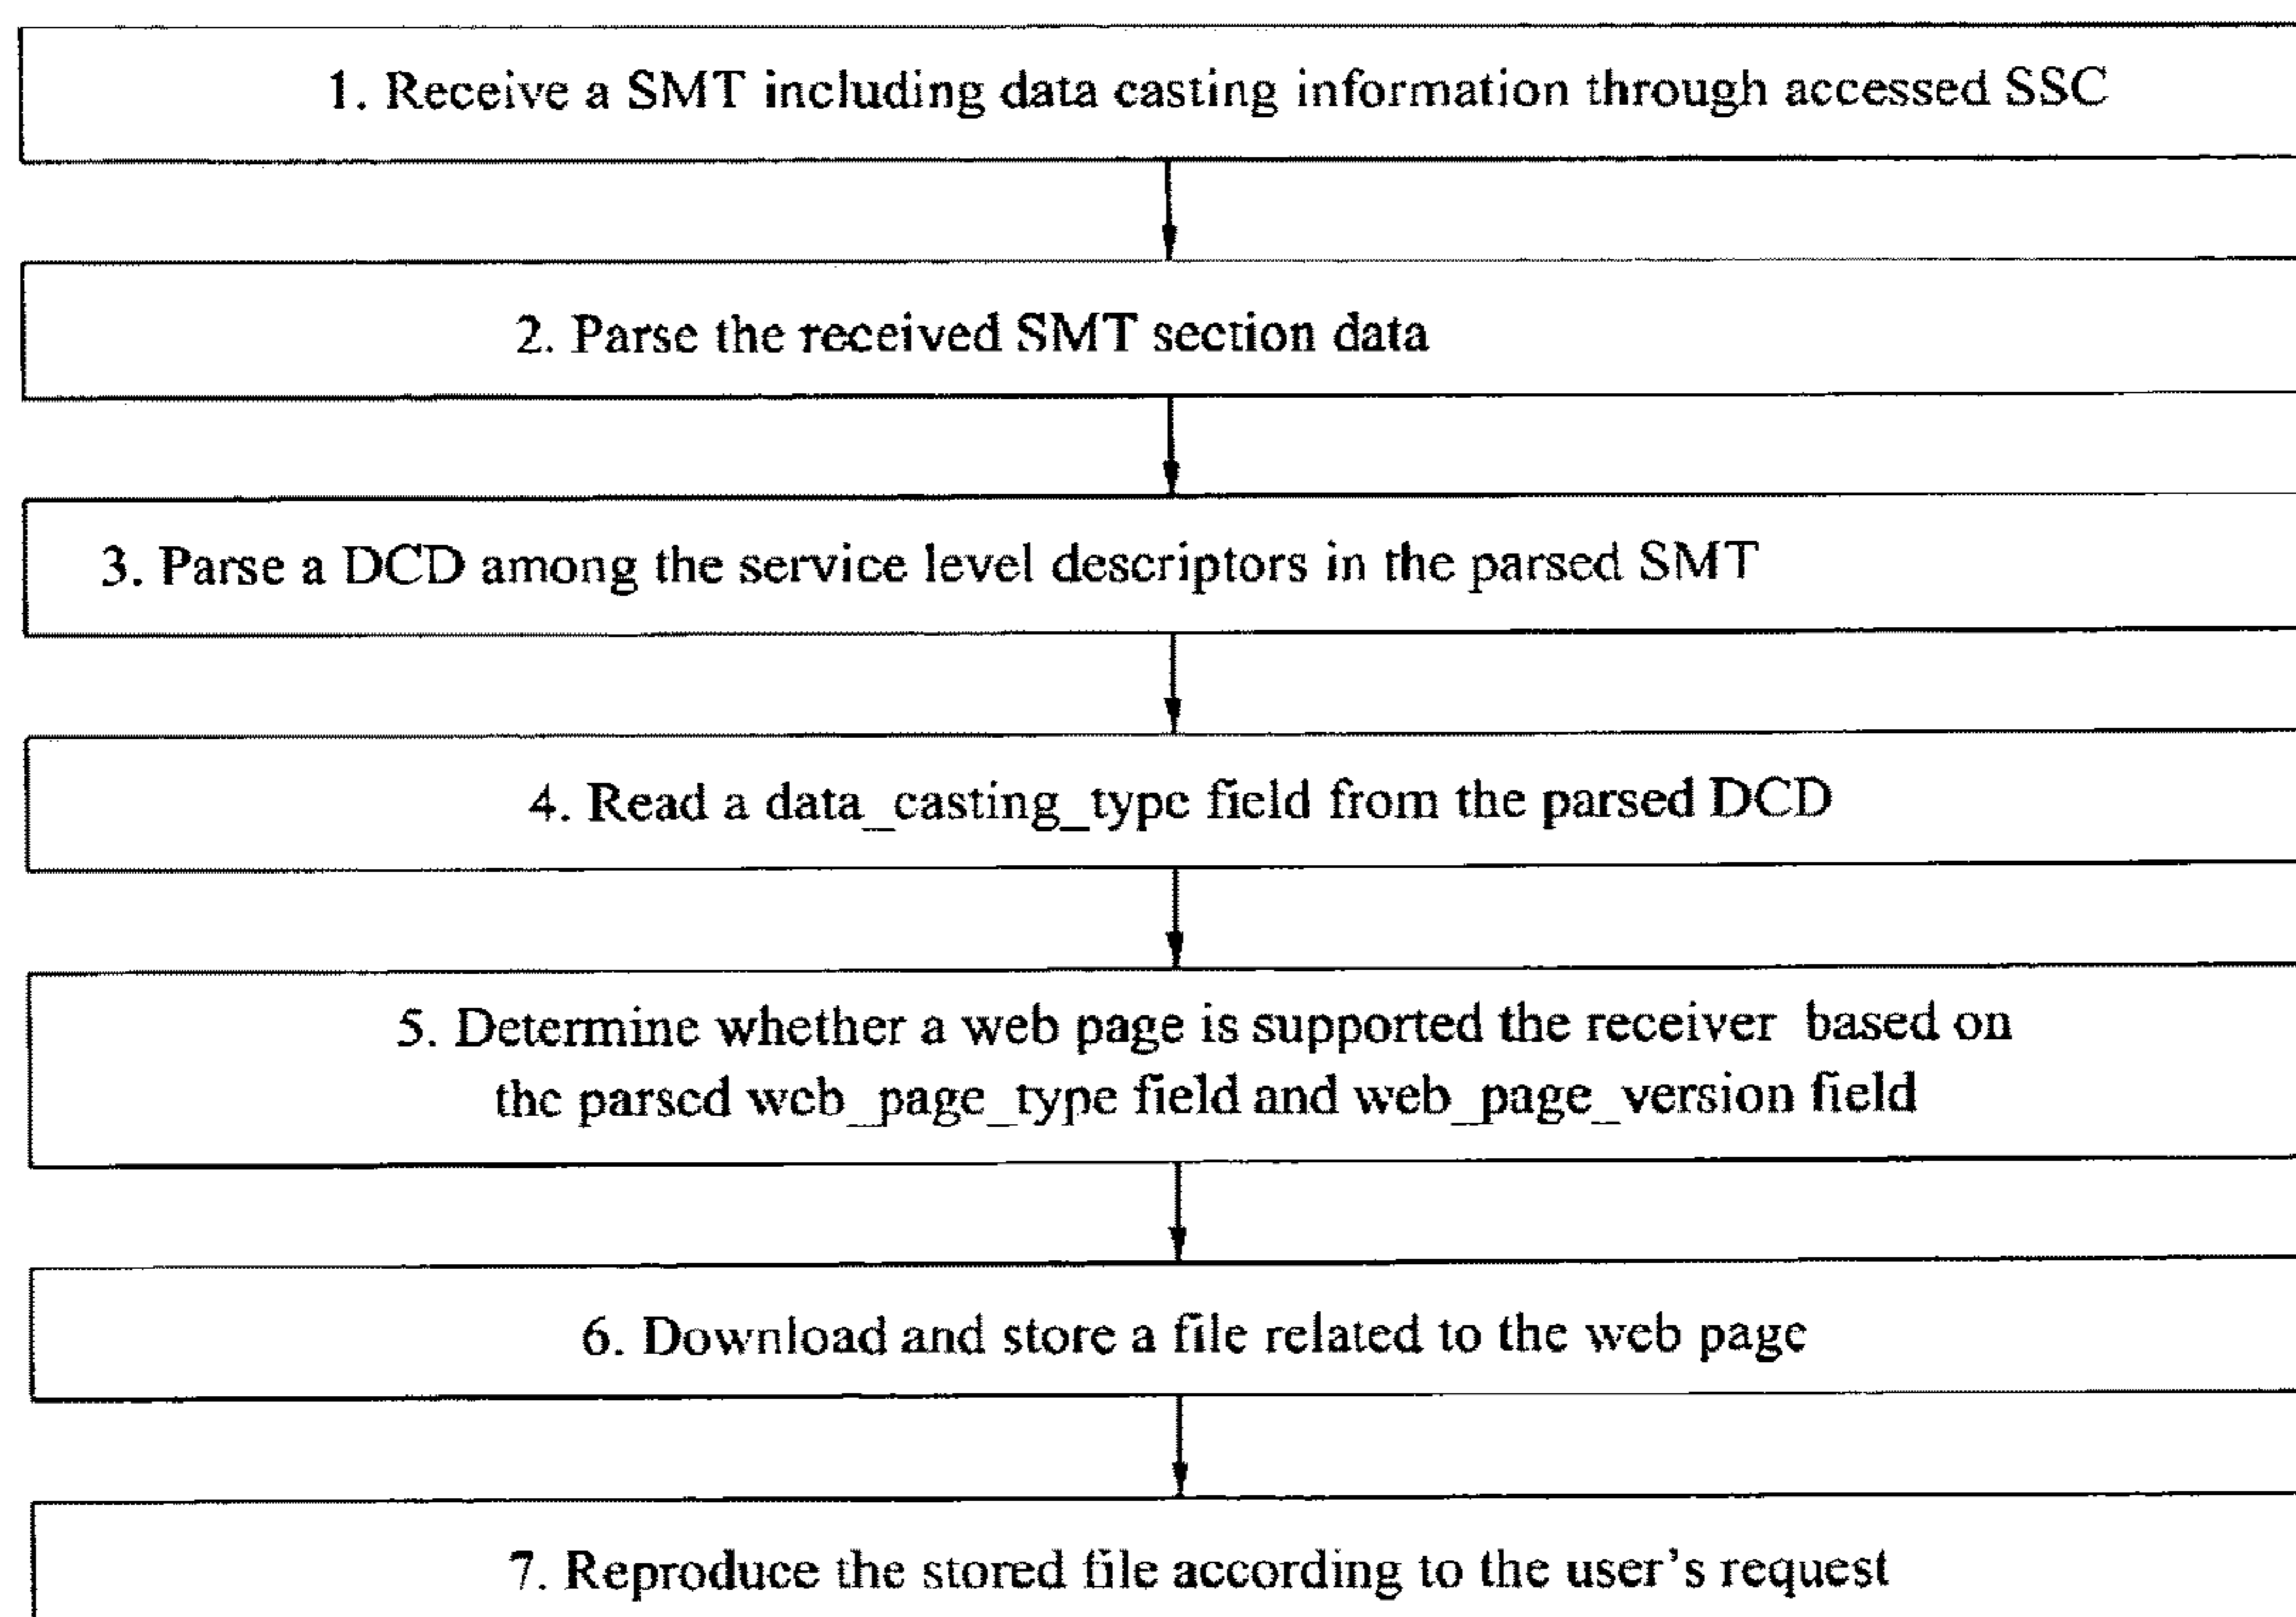 1. Receive a SMT including data casting information through accessed SSC
2. Parse the received SMT section data
3. Parse a DCD among the service level descriptors in the parsed SMT
4. Read a data_casting_type field from the parsed DCD
5. Determine whether a web page is supported the receiver based on
the parsed web_page_type field and web_page_version field
6. Download and store a file related to the web page
7. Reproduce the stored file according to the user's request